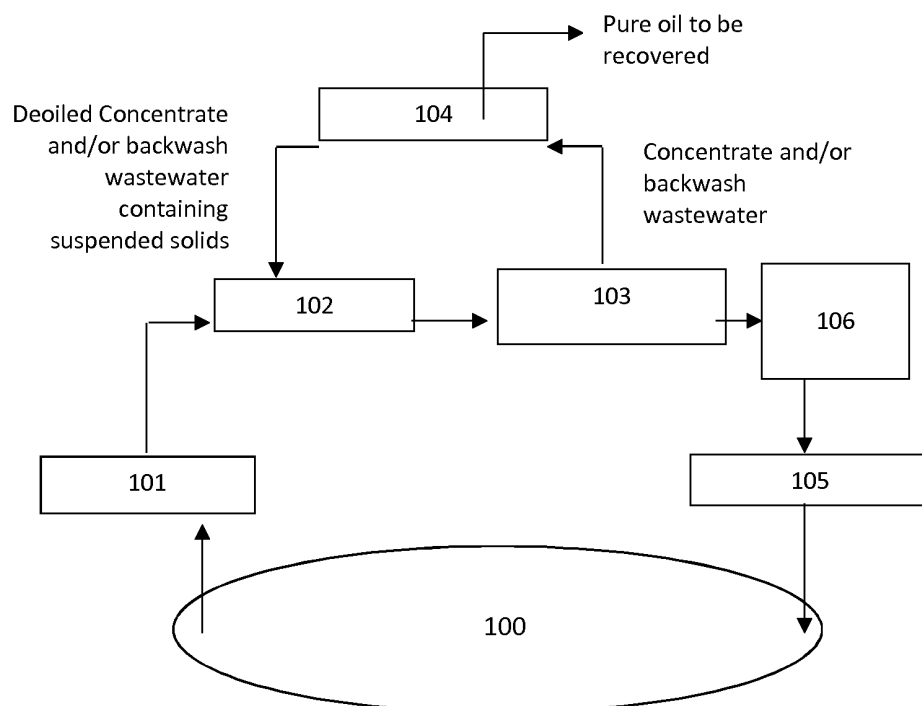 Pure oil to be
recovered
104
Deoiled Concentrate
and/or backwash
wastewater
containing
suspended solids
Concentrate and/or
backwash
wastewater
102
103
106
101
105
100